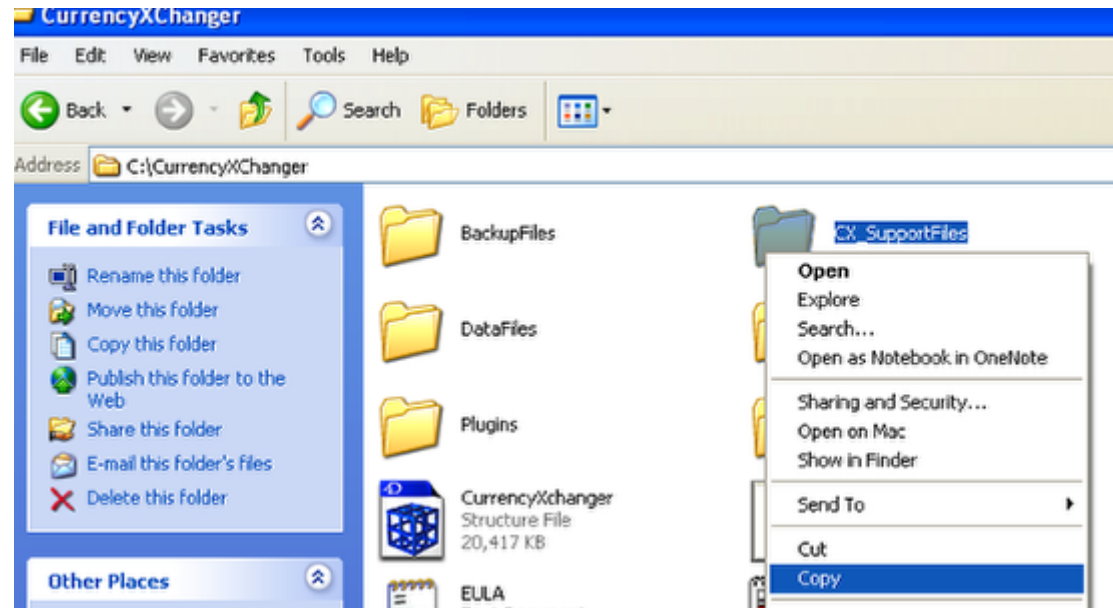 CurrencyXChanger
File Edit View Favorites Tools Help
Back Search Folders
Address C:\CurrencyXChanger
File and Folder Tasks
Rename this folder
Move this folder
Copy this folder
Publish this folder to the
Web
Share this folder
E-mail this folder's files
Delete this folder
Other Places
BackupFiles
CX_SupportFiles
DataFiles
Plugins
CurrencyXchanger
Structure File
20,417 KB
EULA
Open
Explore
Search...
Open as Notebook in OneNote
Sharing and Security...
Open on Mac
Show in Finder
Send To
Cut
Copy